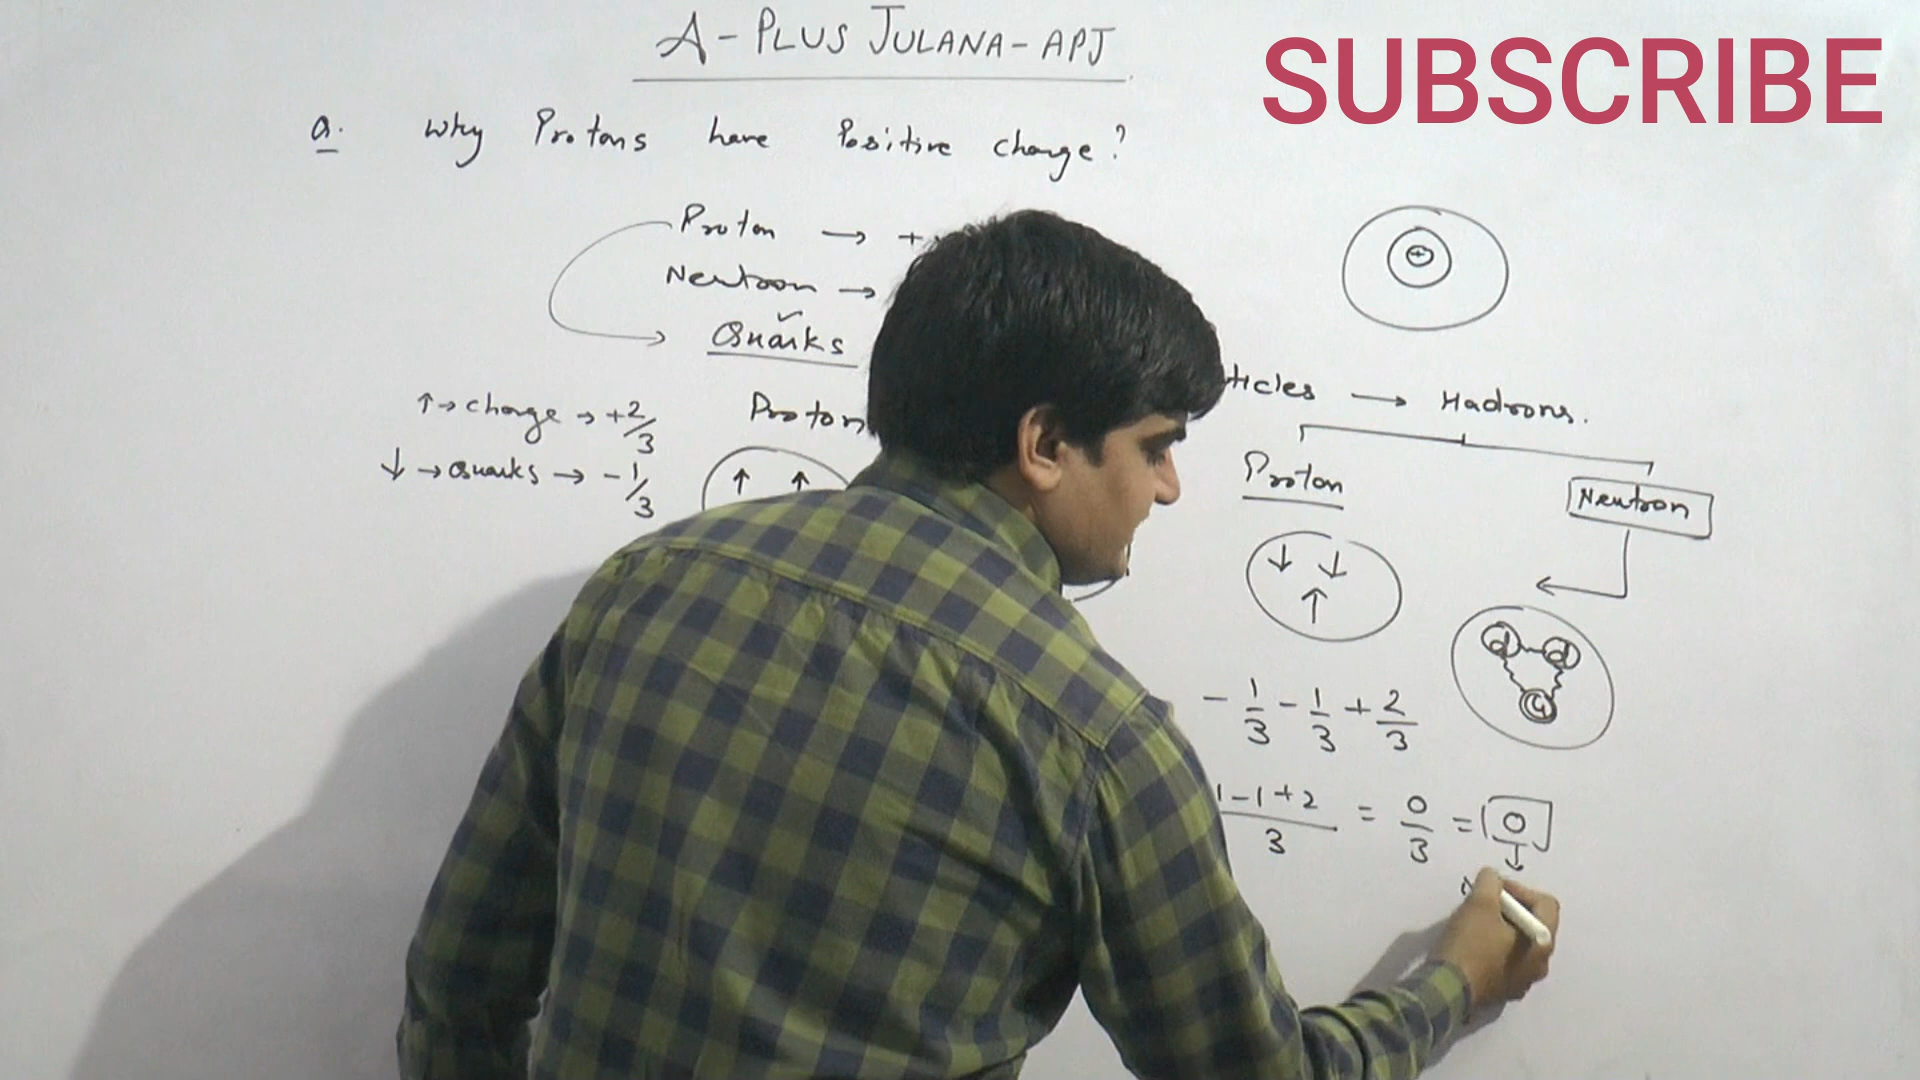 A-PLUS JULANA-APJ
SUBSCRIBE
Q. Why Protons have Positive charge?
Proton → +
Neutron →
Quarks
ticles → Hadrons.
↑→ charge → +2/3
Proton
↓ → Quarks → -1/3
↑ ↑
Proton
Neutron
↓ ↓
↑
d d
u
- 1/3 - 1/3 + 2/3
1-1+2/3 = 0/3 = 0